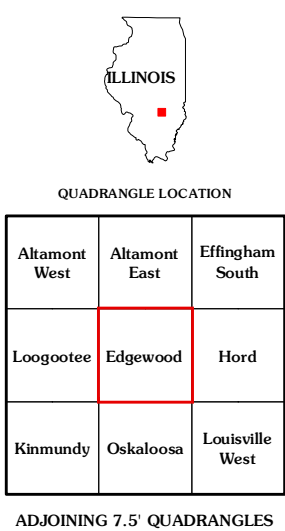 ILLINOIS
QUADRANGLE LOCATION
Altamont
West
Altamont
East
Effingham
South
Loogootee
Edgewood
Hord
Kinmundy
Oskaloosa
Louisville
West
ADJOINING 7.5' QUADRANGLES